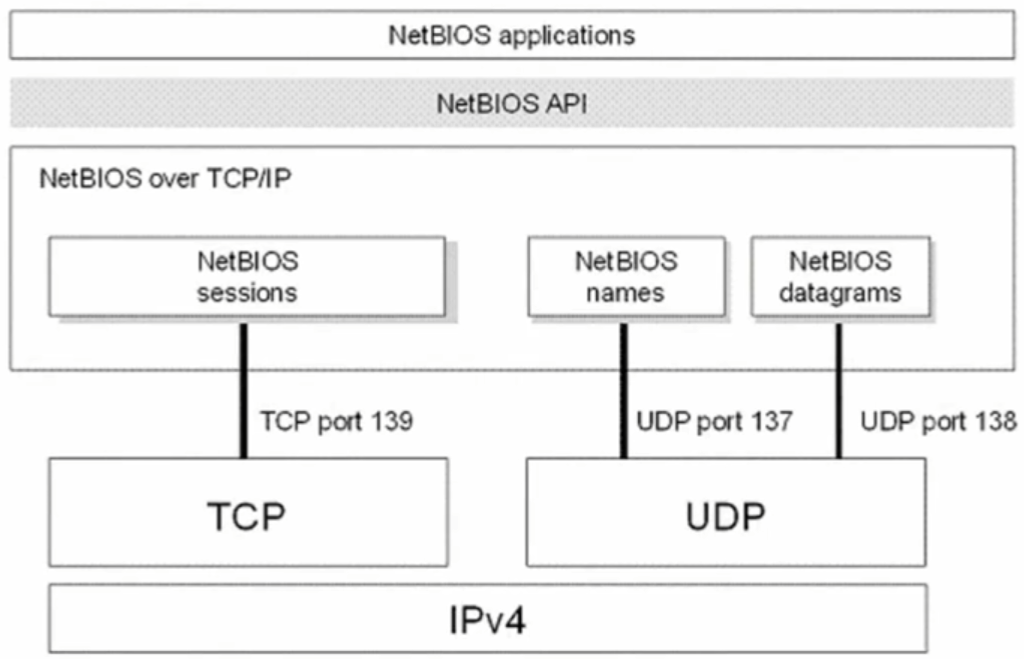 NetBIOS applications
NetBIOS API
NetBIOS over TCP/IP
NetBIOS
sessions
NetBIOS
names
NetBIOS
datagrams
TCP port 139
UDP port 137
UDP port 138
TCP
UDP
IPv4